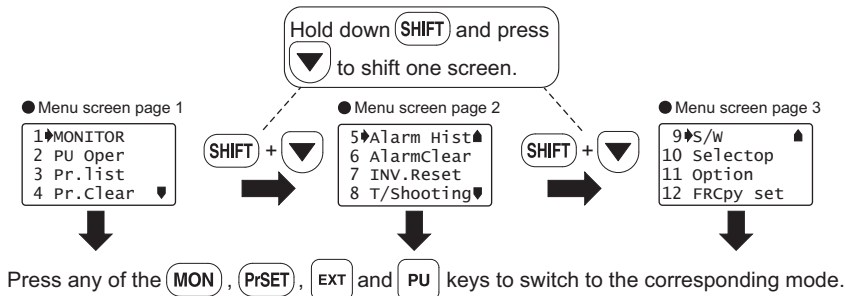 Hold down SHIFT and press
▼ to shift one screen.
● Menu screen page 1
● Menu screen page 2
● Menu screen page 3
1 MONITOR
2 PU Oper
3 Pr.list
4 Pr.Clear
SHIFT + ▼
5 Alarm Hist
6 AlarmClear
7 INV.Reset
8 T/Shooting
SHIFT + ▼
9 S/W
10 Selectop
11 Option
12 FRCpy set
Press any of the MON , PrSET , EXT and PU keys to switch to the corresponding mode.